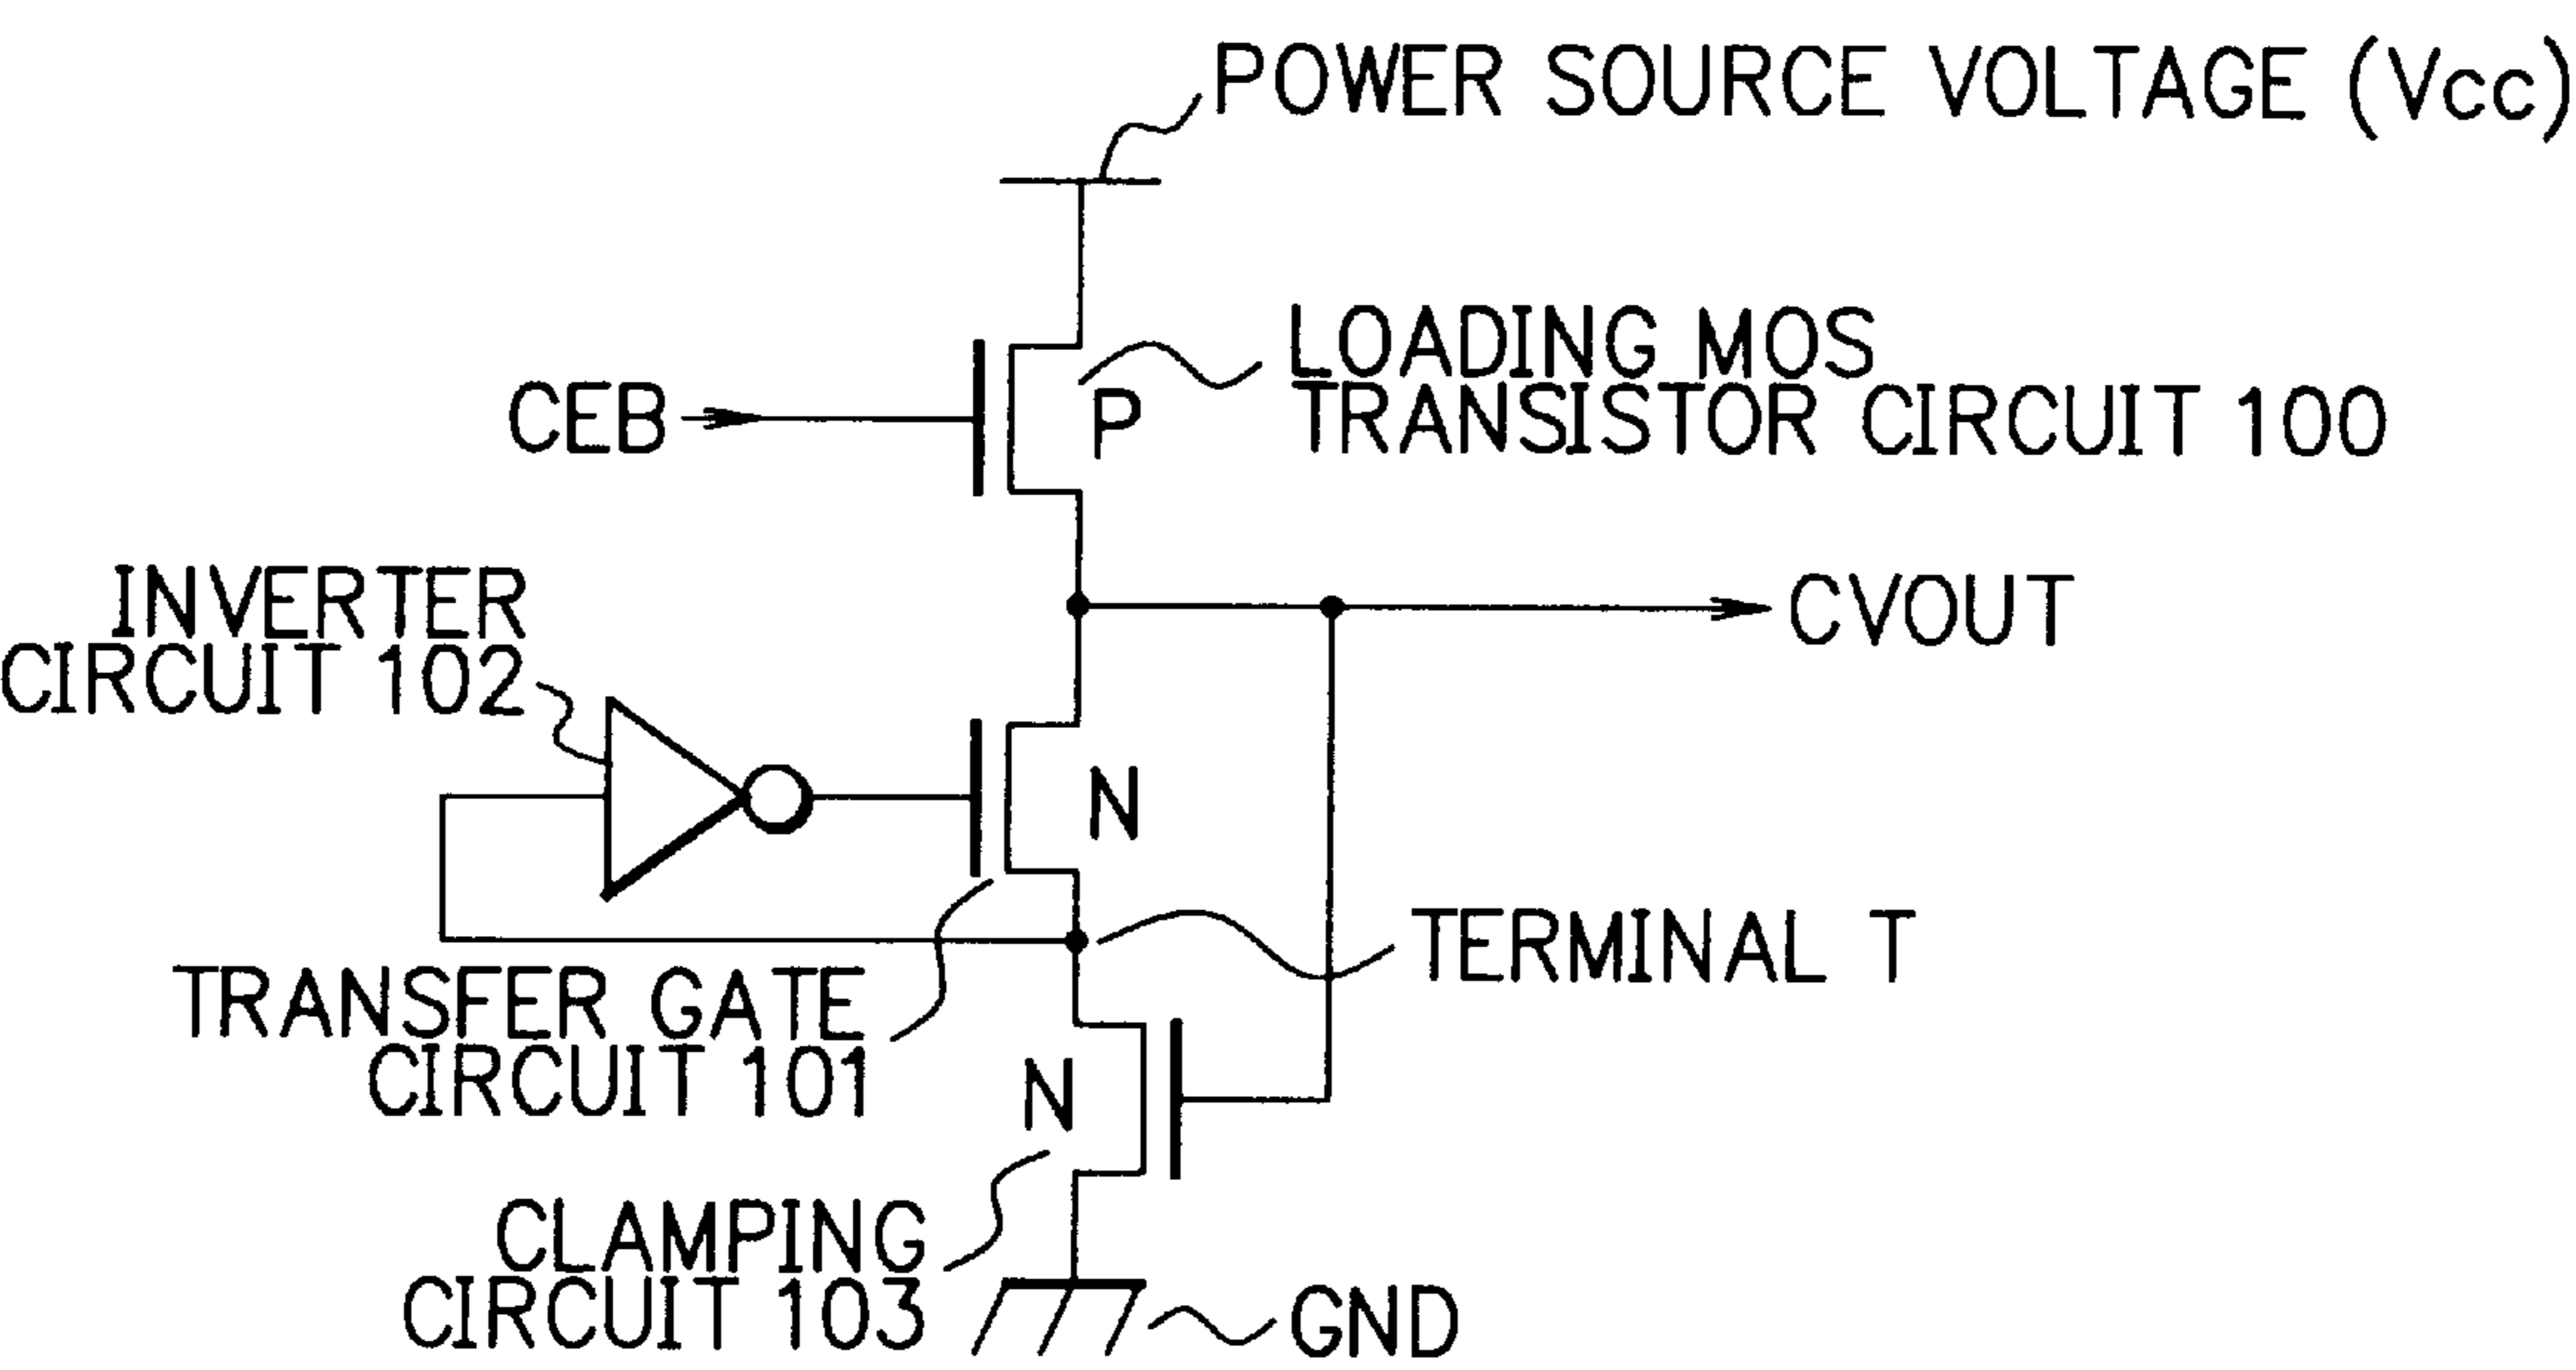 POWER SOURCE VOLTAGE (Vcc)
LOADING MOS
TRANSISTOR CIRCUIT 100
CEB
P
INVERTER
CIRCUIT 102
CVOUT
N
TERMINAL T
TRANSFER GATE
CIRCUIT 101
N
CLAMPING
CIRCUIT 103
GND